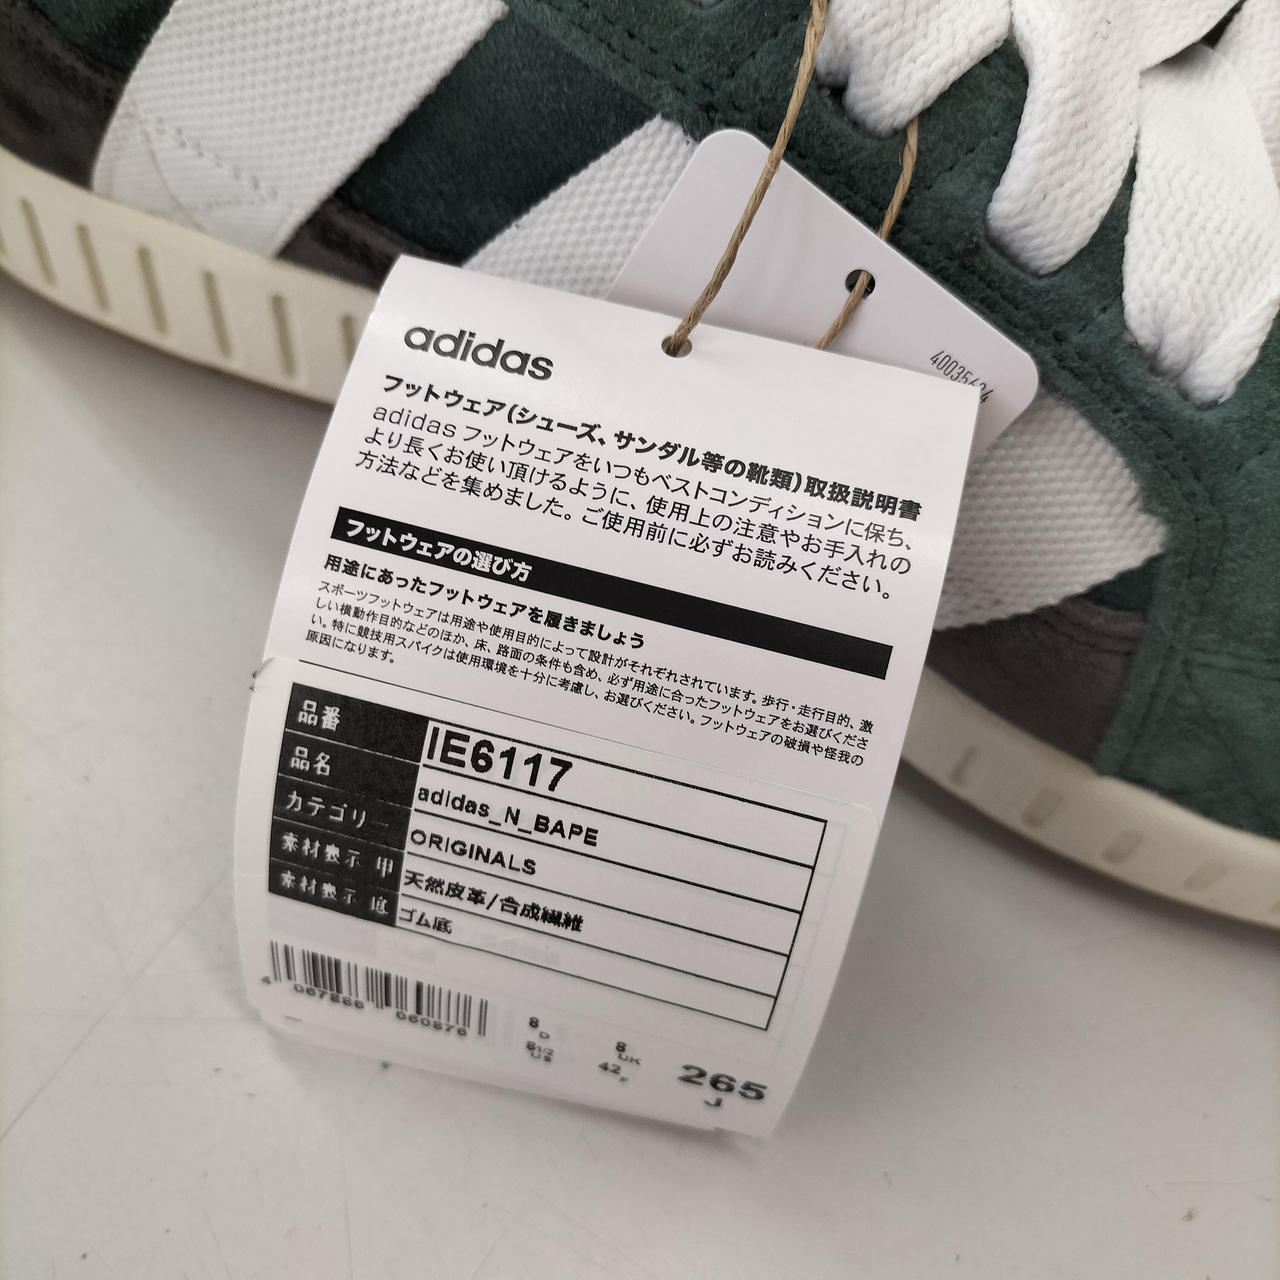 40035624
adidas
フットウェア(シューズ、サンダル等の靴類)取扱説明書
adidas フットウェアをいつもベストコンディションに保ち、
より長くお使い頂けるように、使用上の注意やお手入れの
方法などを集めました。ご使用前に必ずお読みください。
フットウェアの選び方
用途にあったフットウェアを履きましょう
スポーツフットウェアは用途や使用目的によって設計がそれぞれされています。歩行・走行目的、激
しい横動作目的などのほか、床、路面の条件も含め、必ず用途に合ったフットウェアをお選びくださ
い。特に競技用スパイクは使用環境を十分に考慮し、お選びください。フットウェアの破損や怪我の
原因になります。
品番 IE6117
品名 adidas_N_BAPE
カテゴリー ORIGINALS
素材表示 甲 天然皮革/合成繊維
素材表示 底 ゴム底
4 067886 060876
8 D 8 UK
8 1/2 US 42 F 265 J